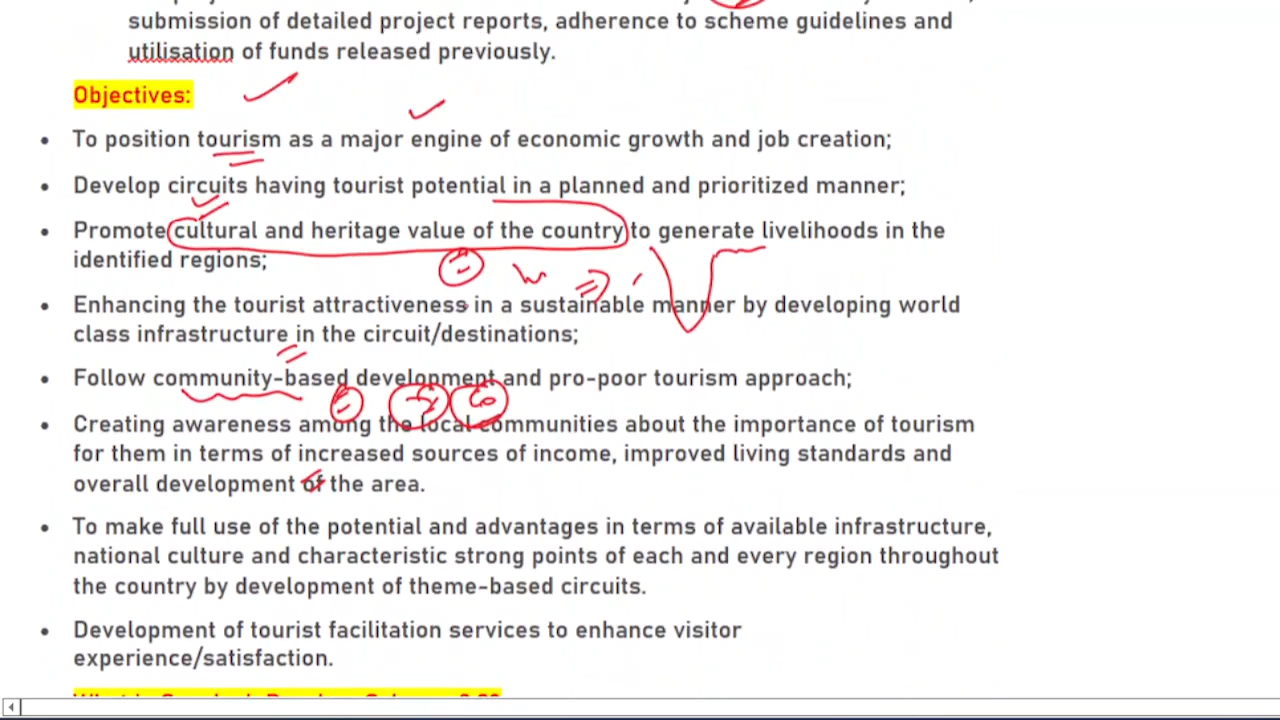 submission of detailed project reports, adherence to scheme guidelines and
utilisation of funds released previously.
Objectives:
• To position tourism as a major engine of economic growth and job creation;
• Develop circuits having tourist potential in a planned and prioritized manner;
• Promote cultural and heritage value of the country to generate livelihoods in the
identified regions;
• Enhancing the tourist attractiveness in a sustainable manner by developing world
class infrastructure in the circuit/destinations;
• Follow community-based development and pro-poor tourism approach;
• Creating awareness among the local communities about the importance of tourism
for them in terms of increased sources of income, improved living standards and
overall development of the area.
• To make full use of the potential and advantages in terms of available infrastructure,
national culture and characteristic strong points of each and every region throughout
the country by development of theme-based circuits.
• Development of tourist facilitation services to enhance visitor
experience/satisfaction.